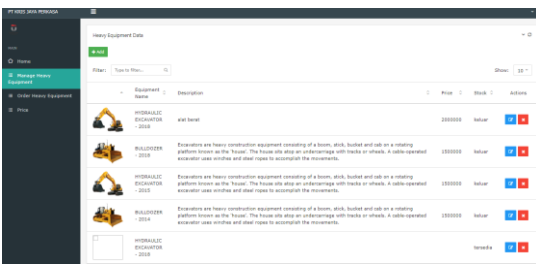 PT KRES JAYA PERKASA
Home
Manage Heavy
Equipment
Order Heavy Equipment
Price
Heavy Equipment Data
+ Add
Filter: Type to filter...
Show: 25
Equipment
Name
Description
Price
Stock
Actions
HYDRAULIC
EXCAVATOR
- 2010
alat berat
2000000
keluar
BULLDOZER
- 2019
Excavators are heavy construction equipment consisting of a boom, stick, bucket and cab on a rotating
platform known as the 'house'. The house sits atop an undercarriage with tracks or wheels. A cable-operated
excavator uses winches and steel ropes to accomplish the movements.
1500000
keluar
HYDRAULIC
EXCAVATOR
- 2015
Excavators are heavy construction equipment consisting of a boom, stick, bucket and cab on a rotating
platform known as the 'house'. The house sits atop an undercarriage with tracks or wheels. A cable-operated
excavator uses winches and steel ropes to accomplish the movements.
1500000
keluar
BULLDOZER
- 2014
Excavators are heavy construction equipment consisting of a boom, stick, bucket and cab on a rotating
platform known as the 'house'. The house sits atop an undercarriage with tracks or wheels. A cable-operated
excavator uses winches and steel ropes to accomplish the movements.
1500000
keluar
HYDRAULIC
EXCAVATOR
- 2019
tersedia